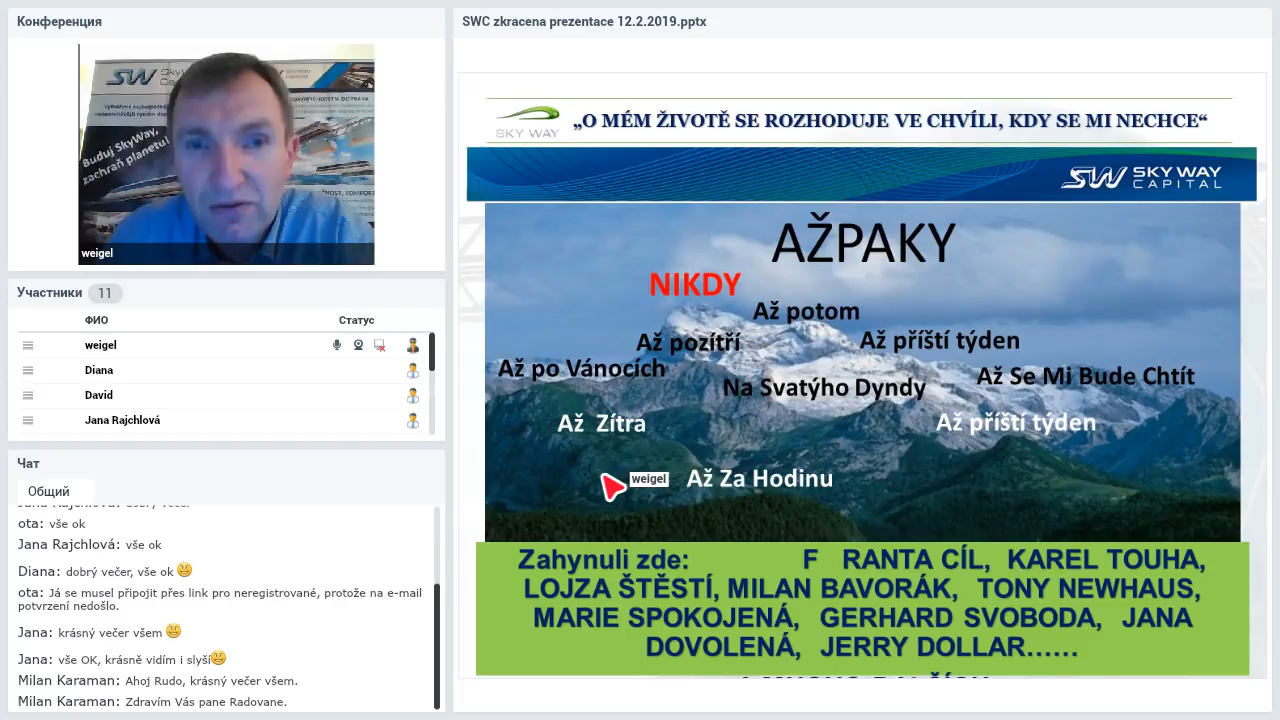 Конференция
SkyWay
Capital
Buduj SkyWay,
zachraň planetu!
weigel
Участники 11
ФИО Статус
weigel
Diana
David
Jana Rajchlová
Чат
Общий
Jana Rajchlová: dobrý večer
ota: vše ok
Jana Rajchlová: vše ok
Diana: dobrý večer, vše ok
ota: Já se musel připojit přes link pro neregistrované, protože na e-mail
potvrzení nedošlo.
Jana: krásný večer všem
Jana: vše OK, krásně vidím i slyší
Milan Karaman: Ahoj Rudo, krásný večer všem.
Milan Karaman: Zdravím Vás pane Radovane.
SWC zkracena prezentace 12.2.2019.pptx
SKY WAY
„O MÉM ŽIVOTĚ SE ROZHODUJE VE CHVÍLI, KDY SE MI NECHCE“
SW SKY WAY
CAPITAL
AŽPAKY
NIKDY
Až potom
Až pozítří
Až příští týden
Až po Vánocích
Na Svatýho Dyndy
Až Se Mi Bude Chtít
Až Zítra
Až příští týden
weigel
Až Za Hodinu
Zahynuli zde: F RANTA CÍL, KAREL TOUHA,
LOJZA ŠTĚSTÍ, MILAN BAVORÁK, TONY NEWHAUS,
MARIE SPOKOJENÁ, GERHARD SVOBODA, JANA
DOVOLENÁ, JERRY DOLLAR……